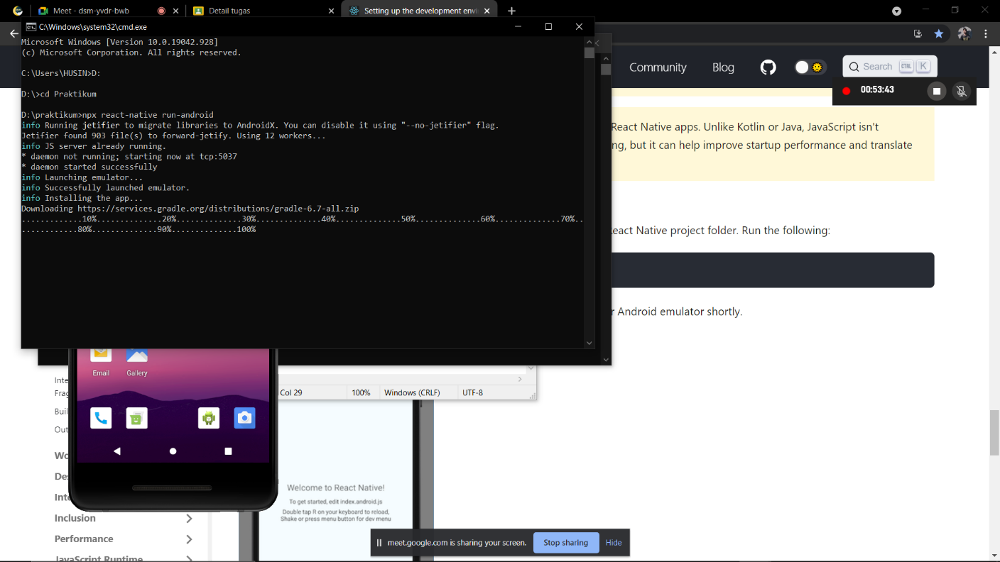 Meet - dsm-yvdr-bwb
Detail tugas
Setting up the development envi
C:\Windows\system32\cmd.exe
Microsoft Windows [Version 10.0.19042.928]
(c) Microsoft Corporation. All rights reserved.
C:\Users\HUSIN>D:
D:\>cd Praktikum
D:\praktikum>npx react-native run-android
info Running jetifier to migrate libraries to AndroidX. You can disable it using "--no-jetifier" flag.
Jetifier found 903 file(s) to forward-jetify. Using 12 workers...
info JS server already running.
* daemon not running; starting now at tcp:5037
* daemon started successfully
info Launching emulator...
info Successfully launched emulator.
info Installing the app...
Downloading https://services.gradle.org/distributions/gradle-6.7-all.zip
.............10%..............20%.............30%..............40%..............50%..............60%..............70%..
............80%..............90%..............100%
Community
Blog
Search
CTRL
K
00:53:43
React Native apps. Unlike Kotlin or Java, JavaScript isn't
ng, but it can help improve startup performance and translate
eact Native project folder. Run the following:
r Android emulator shortly.
Email
Gallery
Col 29
100%
Windows (CRLF)
UTF-8
Inte
Frag
Buil
Out
Wo
Des
Inte
Inclusion
Performance
JavaScript Runtime
Welcome to React Native!
To get started, edit index.android.js
Double tap R on your keyboard to reload,
Shake or press menu button for dev menu
meet.google.com is sharing your screen.
Stop sharing
Hide